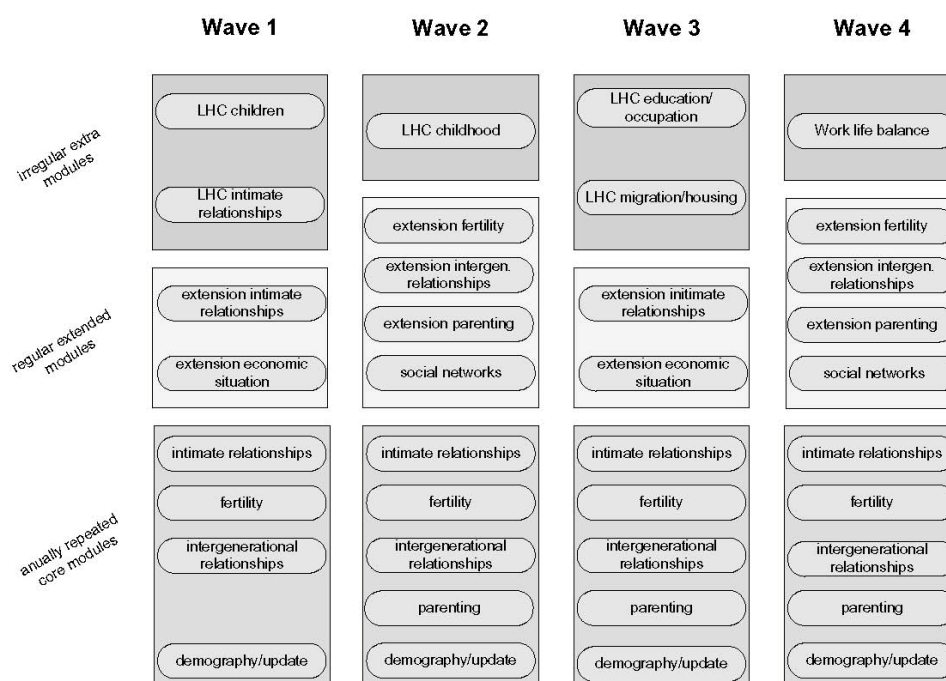 Wave 1
Wave 2
Wave 3
Wave 4
irregular extra
modules
LHC children
LHC intimate
relationships
LHC childhood
LHC education/
occupation
LHC migration/housing
Work life balance
regular extended
modules
extension intimate
relationships
extension economic
situation
extension fertility
extension intergen.
relationships
extension parenting
social networks
extension initimate
relationships
extension economic
situation
extension fertility
extension intergen.
relationships
extension parenting
social networks
anually repeated
core modules
intimate relationships
fertility
intergenerational
relationships
demography/update
intimate relationships
fertility
intergenerational
relationships
parenting
demography/update
intimate relationships
fertility
intergenerational
relationships
parenting
demography/update
intimate relationships
fertility
intergenerational
relationships
parenting
demography/update